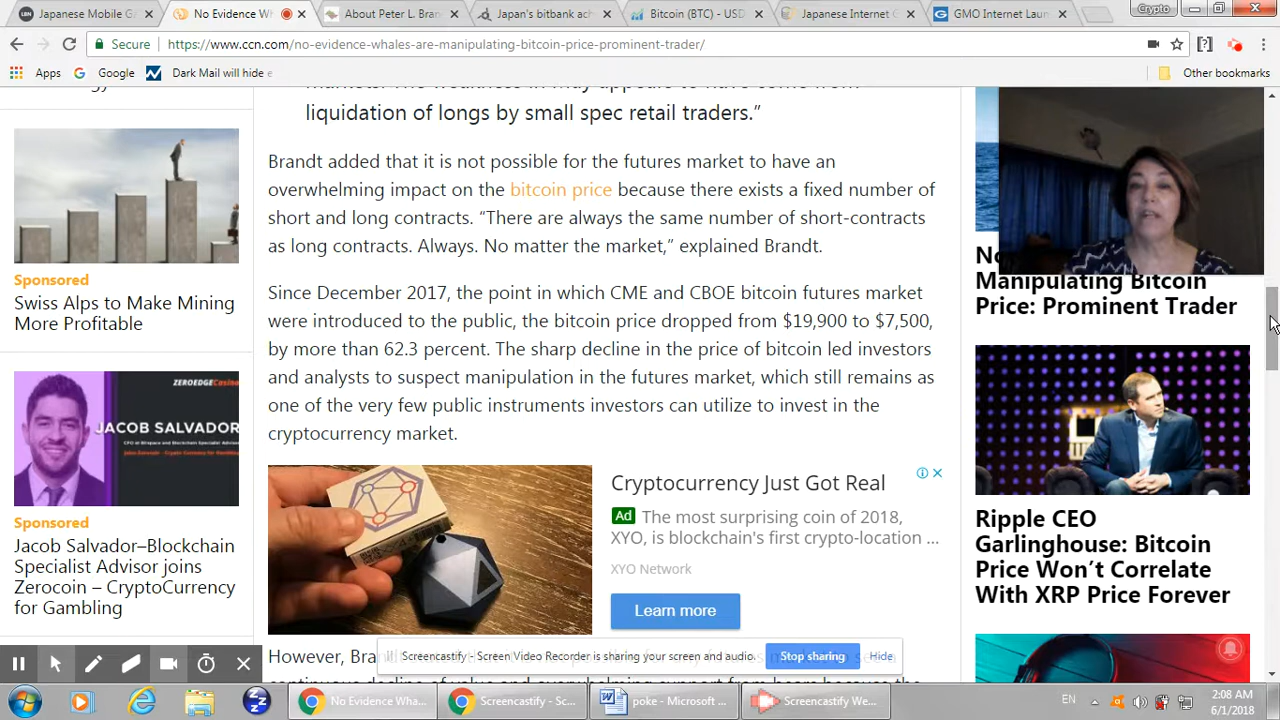 Japanese Mobile Ga
No Evidence Wh
About Peter L. Bran
Japan's bitbank ach
Bitcoin (BTC) - USD
Japanese Internet G
GMO Internet Laun
Crypto
Secure
https://www.ccn.com/no-evidence-whales-are-manipulating-bitcoin-price-prominent-trader/
Apps
Google
Dark Mail will hide e
Other bookmarks
liquidation of longs by small spec retail traders.”
Brandt added that it is not possible for the futures market to have an
overwhelming impact on the bitcoin price because there exists a fixed number of
short and long contracts. “There are always the same number of short-contracts
as long contracts. Always. No matter the market,” explained Brandt.
Since December 2017, the point in which CME and CBOE bitcoin futures market
were introduced to the public, the bitcoin price dropped from $19,900 to $7,500,
by more than 62.3 percent. The sharp decline in the price of bitcoin led investors
and analysts to suspect manipulation in the futures market, which still remains as
one of the very few public instruments investors can utilize to invest in the
cryptocurrency market.
Cryptocurrency Just Got Real
Ad The most surprising coin of 2018,
XYO, is blockchain's first crypto-location ...
XYO Network
Learn more
However, Bran
Sponsored
Swiss Alps to Make Mining
More Profitable
ZEROEDGECasino
JACOB SALVADOR
Sponsored
Jacob Salvador–Blockchain
Specialist Advisor joins
Zerocoin – CryptoCurrency
for Gambling
No
Manipulating Bitcoin
Price: Prominent Trader
Ripple CEO
Garlinghouse: Bitcoin
Price Won’t Correlate
With XRP Price Forever
Screencastify - Screen Video Recorder is sharing your screen and audio.
Stop sharing
Hide
No Evidence Wha...
Screencastify - Sc...
poke - Microsoft ...
Screencastify We...
EN
2:08 AM
6/1/2018